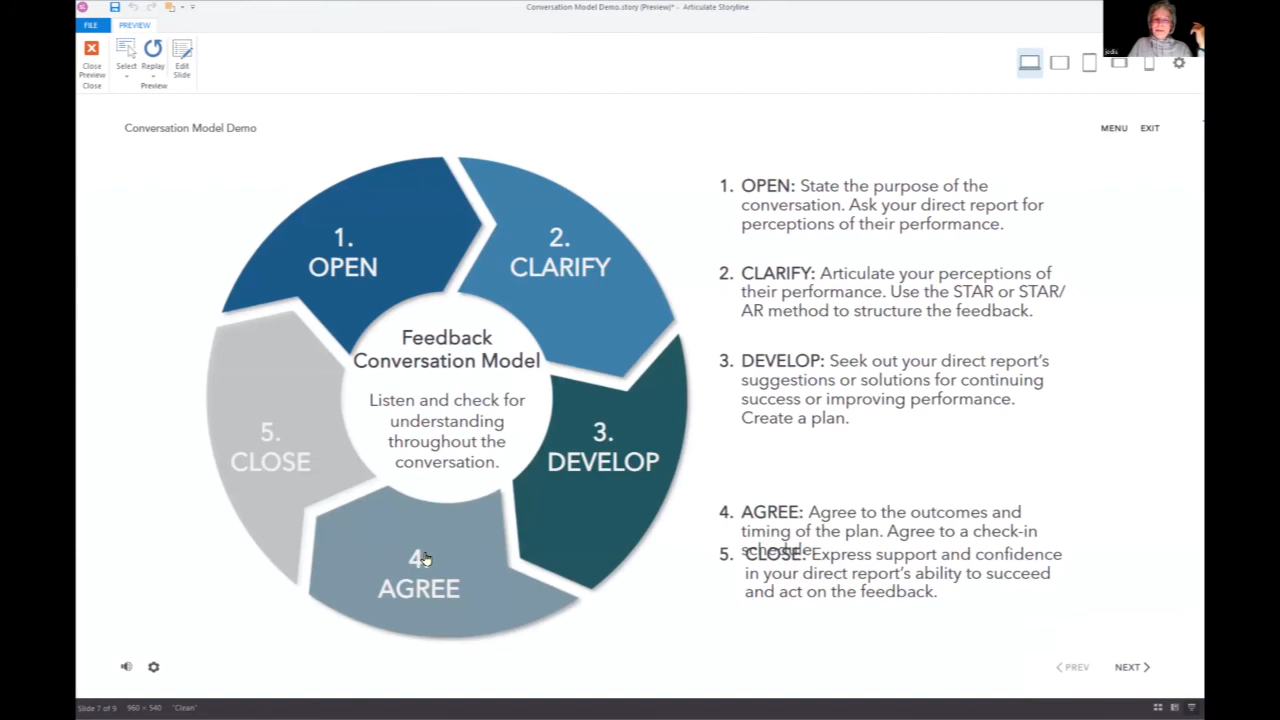 Conversation Model Demo.story (Preview)* - Articulate Storyline
FILE
PREVIEW
Close
Preview
Select
Replay
Edit
Slide
Close
Preview
jodis
Conversation Model Demo
MENU
EXIT
1.
OPEN
2.
CLARIFY
3.
DEVELOP
4.
AGREE
5.
CLOSE
Feedback
Conversation Model
Listen and check for
understanding
throughout the
conversation.
1. OPEN: State the purpose of the
conversation. Ask your direct report for
perceptions of their performance.
2. CLARIFY: Articulate your perceptions of
their performance. Use the STAR or STAR/
AR method to structure the feedback.
3. DEVELOP: Seek out your direct report's
suggestions or solutions for continuing
success or improving performance.
Create a plan.
4. AGREE: Agree to the outcomes and
timing of the plan. Agree to a check-in
schedule.
5. CLOSE: Express support and confidence
in your direct report's ability to succeed
and act on the feedback.
PREV
NEXT
Slide 7 of 9
960 × 540
"Clean"